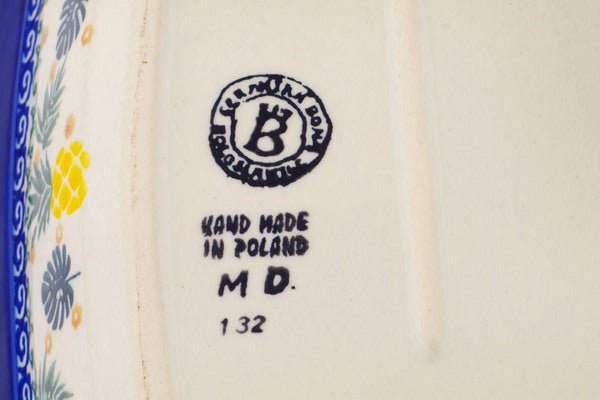 B
HAND MADE
IN POLAND
M D.
132